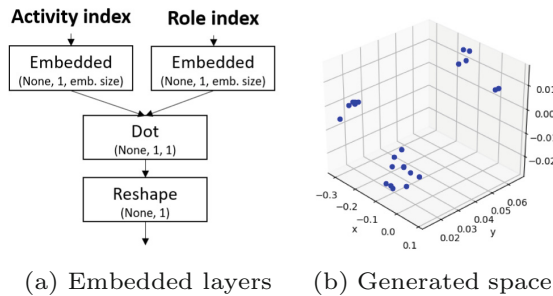 Activity index Role index
Embedded Embedded
(None, 1, emb. size) (None, 1, emb. size)
Dot
(None, 1, 1)
Reshape
(None, 1)
0.01
0.00
−0.01
−0.02
−0.3
−0.2
−0.1
0.0
0.1
x
0.02
0.03
0.04
0.05
0.06
y
(a) Embedded layers (b) Generated space